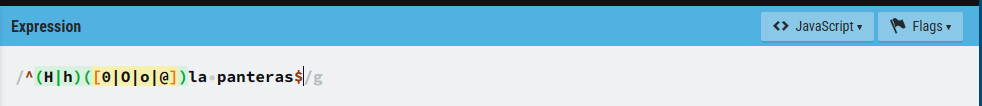 Expression
<> JavaScript ▾
Flags ▾
/^(H|h)([0|O|o|@])la panteras$/g